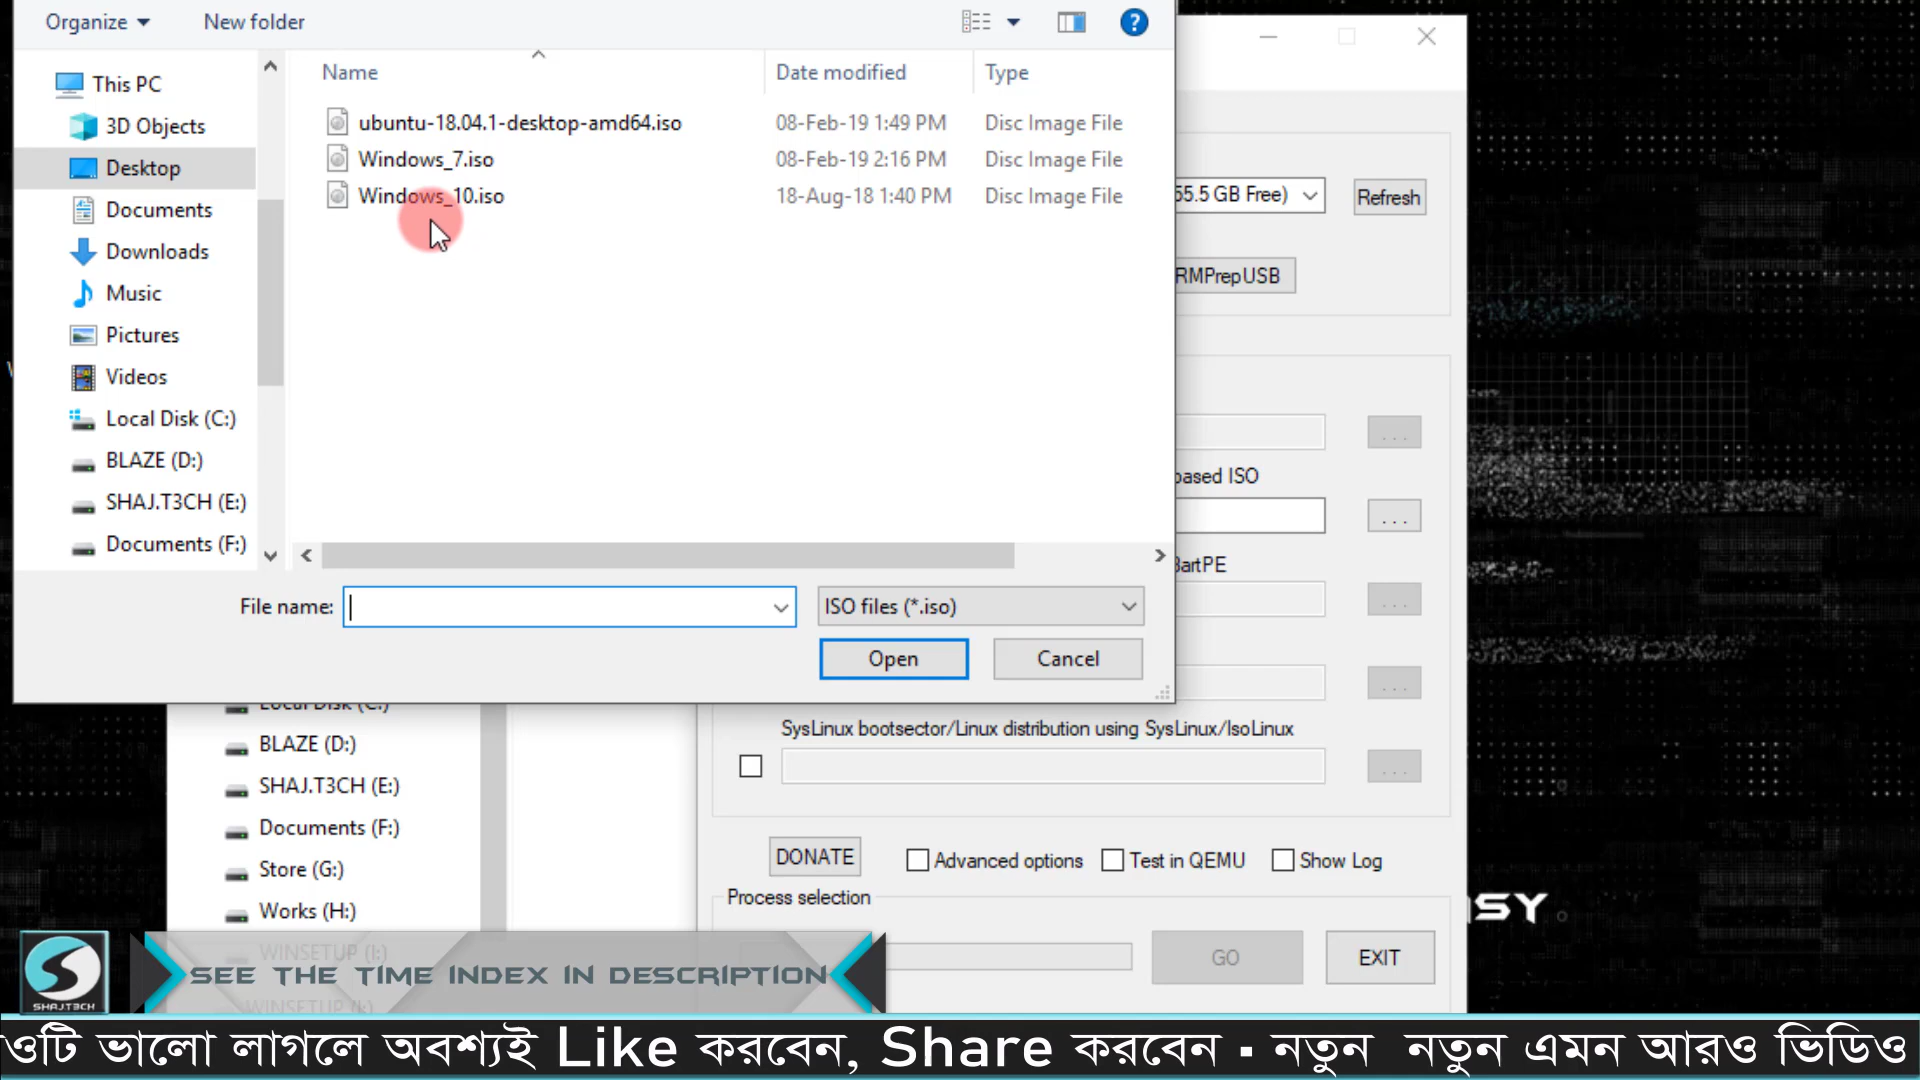 Organize
New folder
This PC
3D Objects
Desktop
Documents
Downloads
Music
Pictures
Videos
Local Disk (C:)
BLAZE (D:)
SHAJ.T3CH (E:)
Documents (F:)
Name
Date modified
Type
ubuntu-18.04.1-desktop-amd64.iso 08-Feb-19 1:49 PM Disc Image File
Windows_7.iso 08-Feb-19 2:16 PM Disc Image File
Windows_10.iso 18-Aug-18 1:40 PM Disc Image File
File name:
ISO files (*.iso)
Open
Cancel
55.5 GB Free)
Refresh
RMPrepUSB
based ISO
BartPE
SysLinux bootsector/Linux distribution using SysLinux/IsoLinux
DONATE
Advanced options
Test in QEMU
Show Log
Process selection
GO
EXIT
Local Disk (C:)
BLAZE (D:)
SHAJ.T3CH (E:)
Documents (F:)
Store (G:)
Works (H:)
WINSETUP (I:)
WINSETUP (I:)
SHAJ.T3CH
SEE THE TIME INDEX IN DESCRIPTION
ওটি ভালো লাগলে অবশ্যই Like করবেন, Share করবেন ▪ নতুন নতুন এমন আরও ভিডিও